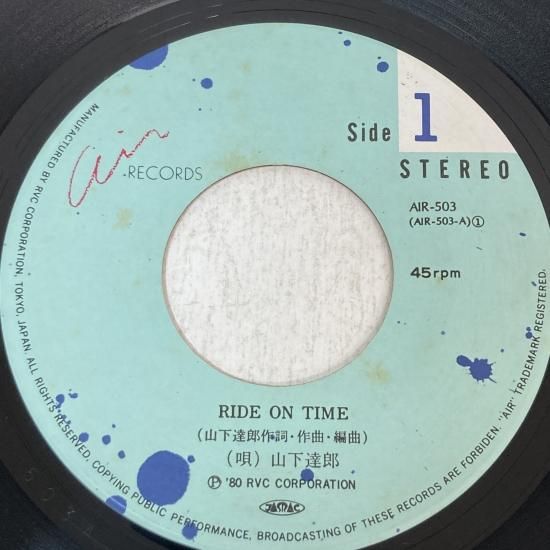 Side 1
STEREO
Air RECORDS
AIR-503
(AIR-503-A)①
45rpm
RIDE ON TIME
(山下達郎作詞・作曲・編曲)
(唄)山下達郎
Ⓟ '80 RVC CORPORATION
JASRAC
MANUFACTURED BY RVC CORPORATION, TOKYO, JAPAN. ALL RIGHTS RESERVED. COPYING PUBLIC PERFORMANCE, BROADCASTING OF THESE RECORDS ARE FORBIDDEN. "AIR" TRADEMARK REGISTERED.